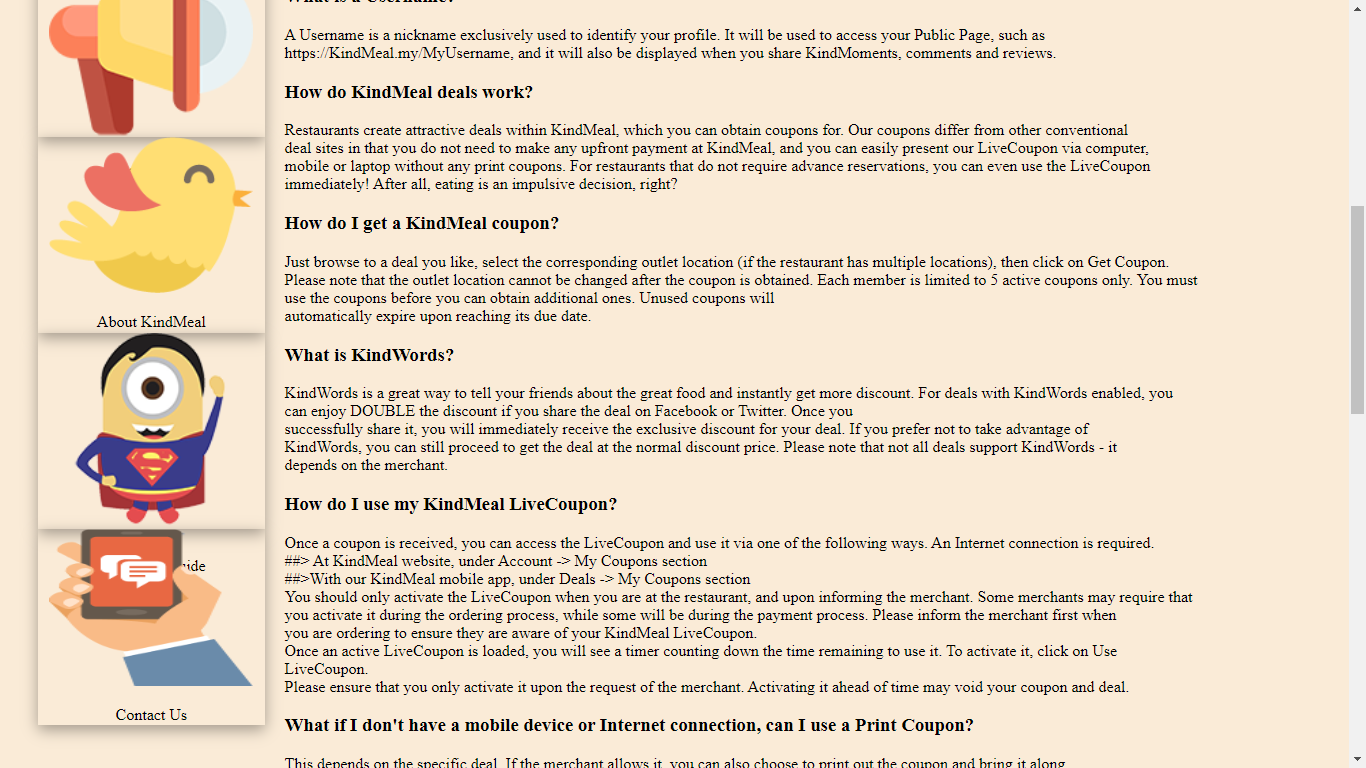 What is a Username?
A Username is a nickname exclusively used to identify your profile. It will be used to access your Public Page, such as
https://KindMeal.my/MyUsername, and it will also be displayed when you share KindMoments, comments and reviews.
How do KindMeal deals work?
Restaurants create attractive deals within KindMeal, which you can obtain coupons for. Our coupons differ from other conventional
deal sites in that you do not need to make any upfront payment at KindMeal, and you can easily present our LiveCoupon via computer,
mobile or laptop without any print coupons. For restaurants that do not require advance reservations, you can even use the LiveCoupon
immediately! After all, eating is an impulsive decision, right?
How do I get a KindMeal coupon?
Just browse to a deal you like, select the corresponding outlet location (if the restaurant has multiple locations), then click on Get Coupon.
Please note that the outlet location cannot be changed after the coupon is obtained. Each member is limited to 5 active coupons only. You must
use the coupons before you can obtain additional ones. Unused coupons will
automatically expire upon reaching its due date.
What is KindWords?
KindWords is a great way to tell your friends about the great food and instantly get more discount. For deals with KindWords enabled, you
can enjoy DOUBLE the discount if you share the deal on Facebook or Twitter. Once you
successfully share it, you will immediately receive the exclusive discount for your deal. If you prefer not to take advantage of
KindWords, you can still proceed to get the deal at the normal discount price. Please note that not all deals support KindWords - it
depends on the merchant.
How do I use my KindMeal LiveCoupon?
Once a coupon is received, you can access the LiveCoupon and use it via one of the following ways. An Internet connection is required.
##> At KindMeal website, under Account -> My Coupons section
##>With our KindMeal mobile app, under Deals -> My Coupons section
You should only activate the LiveCoupon when you are at the restaurant, and upon informing the merchant. Some merchants may require that
you activate it during the ordering process, while some will be during the payment process. Please inform the merchant first when
you are ordering to ensure they are aware of your KindMeal LiveCoupon.
Once an active LiveCoupon is loaded, you will see a timer counting down the time remaining to use it. To activate it, click on Use
LiveCoupon.
Please ensure that you only activate it upon the request of the merchant. Activating it ahead of time may void your coupon and deal.
What if I don't have a mobile device or Internet connection, can I use a Print Coupon?
This depends on the specific deal. If the merchant allows it, you can also choose to print out the coupon and bring it along
About KindMeal
ide
Contact Us